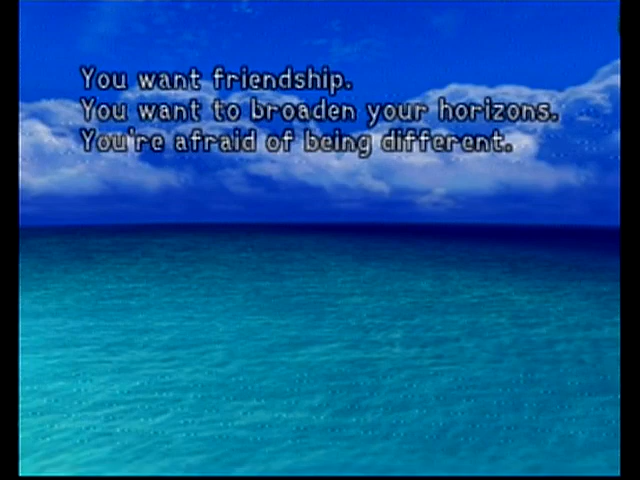 You want friendship.
You want to broaden your horizons.
You're afraid of being different.